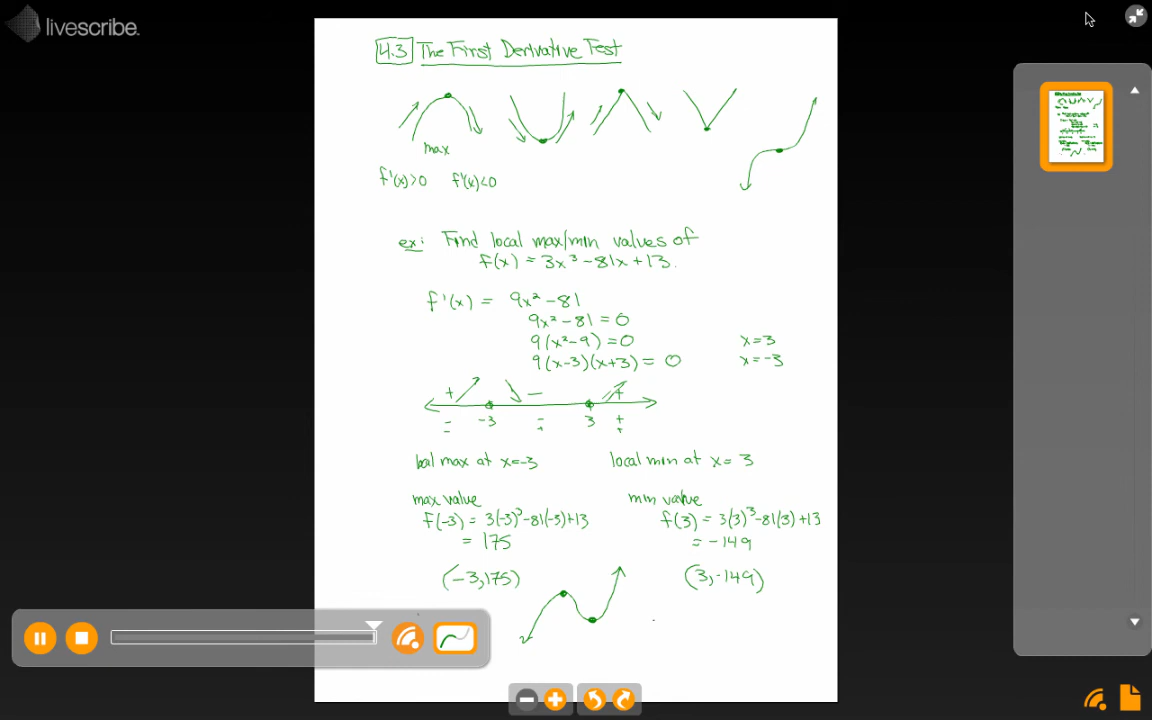 livescribe.
4.3 The First Derivative Test
max
f'(x)>0 f'(x)<0
ex: Find local max/min values of
f(x) = 3x³ -81x +13.
f'(x) = 9x² -81
9x² -81 = 0
9(x²-9) = 0
9(x-3)(x+3) = 0
x=3
x=-3
+ - +
-3 3
- - +
- + +
local max at x=-3
local min at x= 3
max value
f(-3) = 3(-3)³-81(-3)+13
= 175
(-3,175)
min value
f(3) = 3(3)³-81(3)+13
= -149
(3,-149)